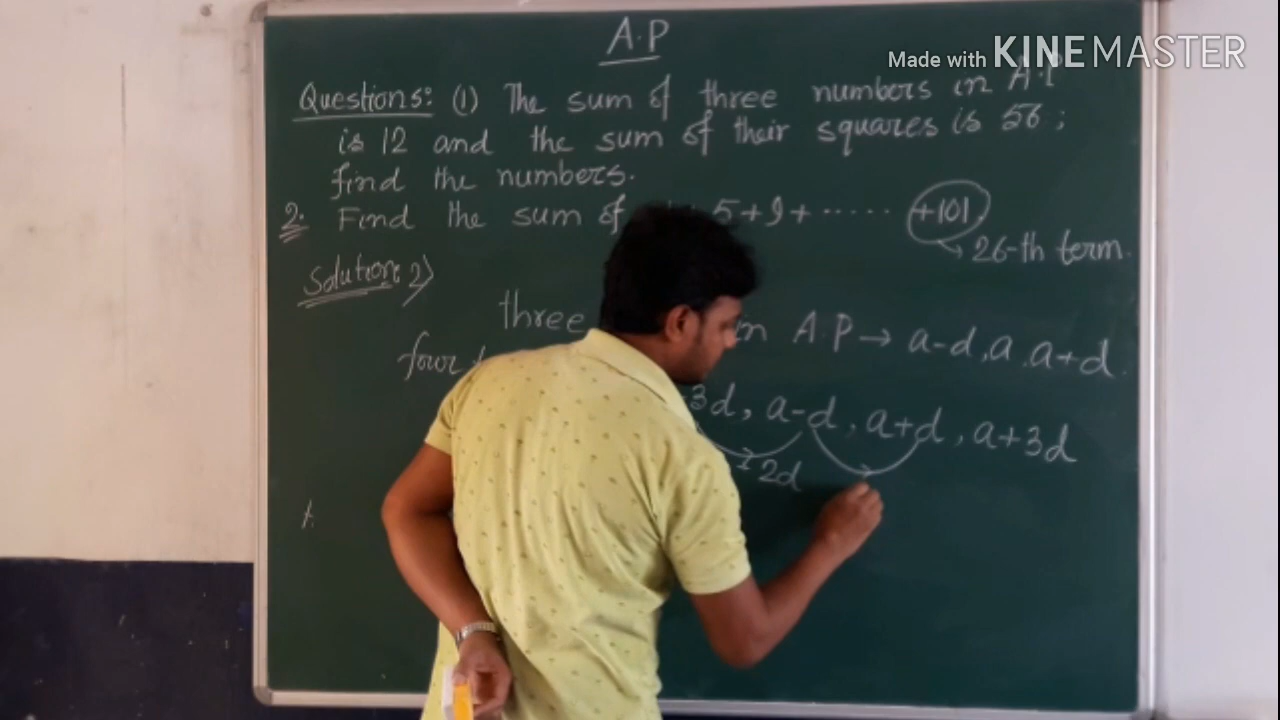 Made with KINEMASTER
A.P
Questions: (1) The sum of three numbers in A.P
is 12 and the sum of their squares is 56;
find the numbers.
2. Find the sum of 5+9+...... +101
26-th term.
Solution: 2)
three in A.P → a-d, a, a+d.
four
3d, a-d, a+d, a+3d
2d